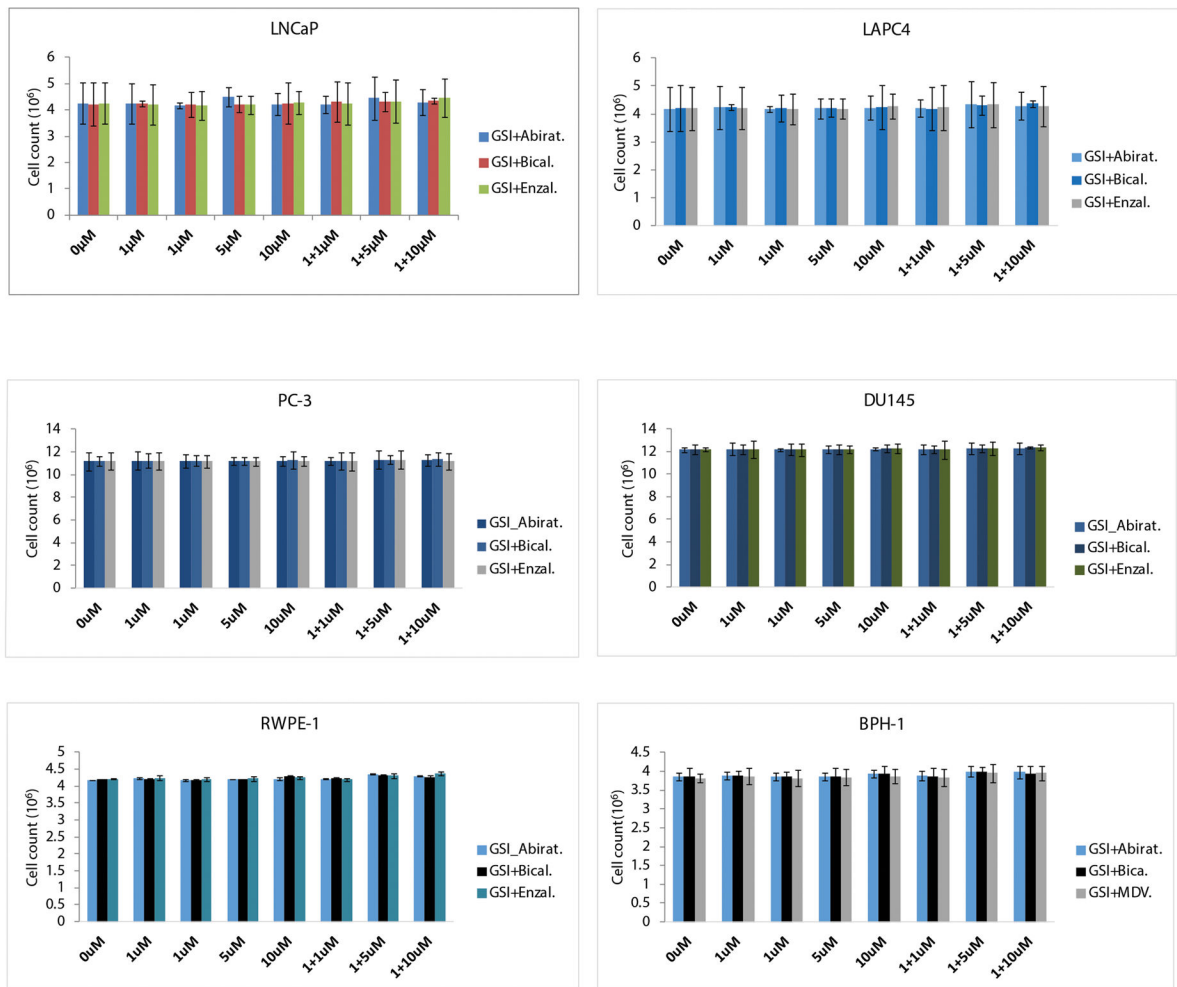 LNCaP
Cell count (10⁶)
6
5
4
3
2
1
0
0µM 1µM 1µM 5µM 10µM 1+1µM 1+5µM 1+10µM
GSI+Abirat.
GSI+Bical.
GSI+Enzal.
LAPC4
Cell count (10⁶)
6
5
4
3
2
1
0
0uM 1uM 1uM 5uM 10uM 1+1uM 1+5uM 1+10uM
GSI+Abirat.
GSI+Bical.
GSI+Enzal.
PC-3
Cell count (10⁶)
14
12
10
8
6
4
2
0
0uM 1uM 1uM 5uM 10uM 1+1uM 1+5uM 1+10uM
GSI_Abirat.
GSI+Bical.
GSI+Enzal.
DU145
Cell count (10⁶)
14
12
10
8
6
4
2
0
0uM 1uM 1uM 5uM 10uM 1+1uM 1+5uM 1+10uM
GSI_Abirat.
GSI+Bical.
GSI+Enzal.
RWPE-1
Cell count (10⁶)
5
4.5
4
3.5
3
2.5
2
1.5
1
0.5
0
0uM 1uM 1uM 5uM 10uM 1+1uM 1+5uM 1+10uM
GSI_Abirat.
GSI+Bical.
GSI+Enzal.
BPH-1
Cell count(10⁶)
4.5
4
3.5
3
2.5
2
1.5
1
0.5
0
0uM 1uM 1uM 5uM 10uM 1+1uM 1+5uM 1+10uM
GSI+Abirat.
GSI+Bica.
GSI+MDV.